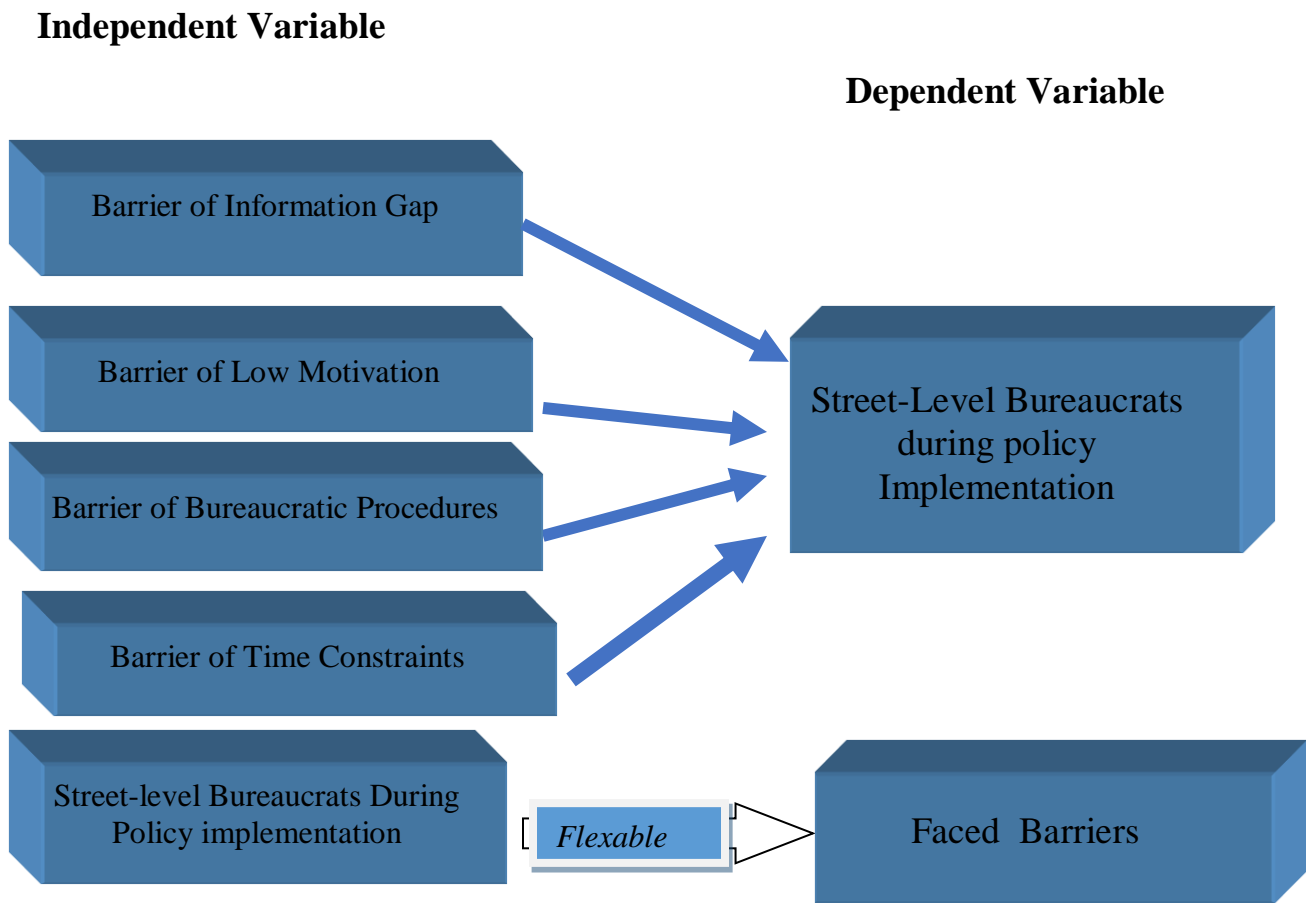 Independent Variable
Dependent Variable
Barrier of Information Gap
Barrier of Low Motivation
Barrier of Bureaucratic Procedures
Barrier of Time Constraints
Street-Level Bureaucrats
during policy
Implementation
Street-level Bureaucrats During
Policy implementation
Flexable
Faced Barriers